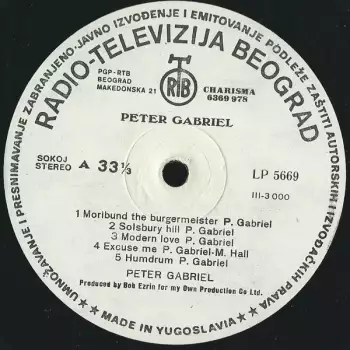 UMNOŽAVANJE I PRESNIMAVANJE ZABRANJENO·JAVNO IZVOĐENJE I EMITOVANJE PODLEŽE ZAŠTITI AUTORSKIH I IZVOĐAČKIH PRAVA
RADIO-TELEVIZIJA BEOGRAD
PGP-RTB
BEOGRAD
MAKEDONSKA 21
RTB
CHARISMA
6369 978
PETER GABRIEL
SOKOJ
STEREO A 33⅓
LP 5669
III-3 000
1 Moribund the burgermeister P. Gabriel
2 Solsbury hill P. Gabriel
3 Modern love P. Gabriel
4 Excuse me P. Gabriel-M. Hall
5 Humdrum P. Gabriel
PETER GABRIEL
Produced by Bob Ezrin for my Own Production Co Ltd.
★ MADE IN YUGOSLAVIA ★